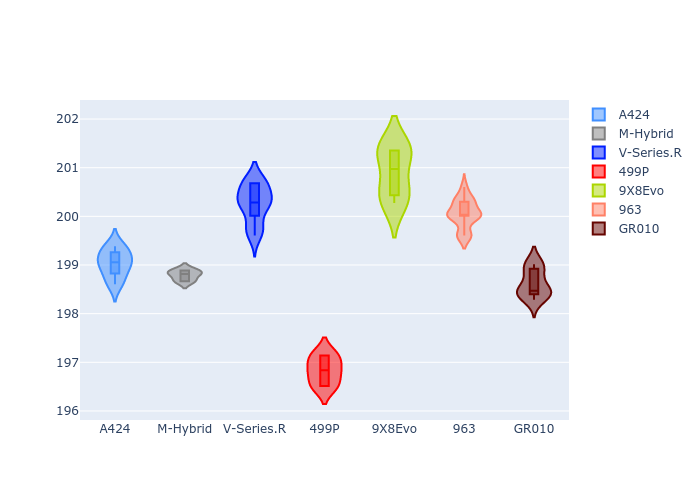 202
201
200
199
198
197
196
A424
M-Hybrid
V-Series.R
499P
9X8Evo
963
GR010
A424
M-Hybrid
V-Series.R
499P
9X8Evo
963
GR010